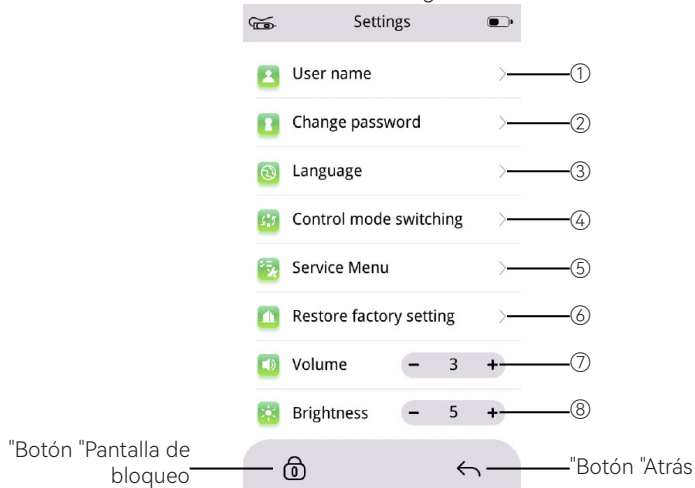 Settings
User name ①
Change password ②
Language ③
Control mode switching ④
Service Menu ⑤
Restore factory setting ⑥
Volume - 3 + ⑦
Brightness - 5 + ⑧
"Botón "Pantalla de
bloqueo
"Botón "Atrás